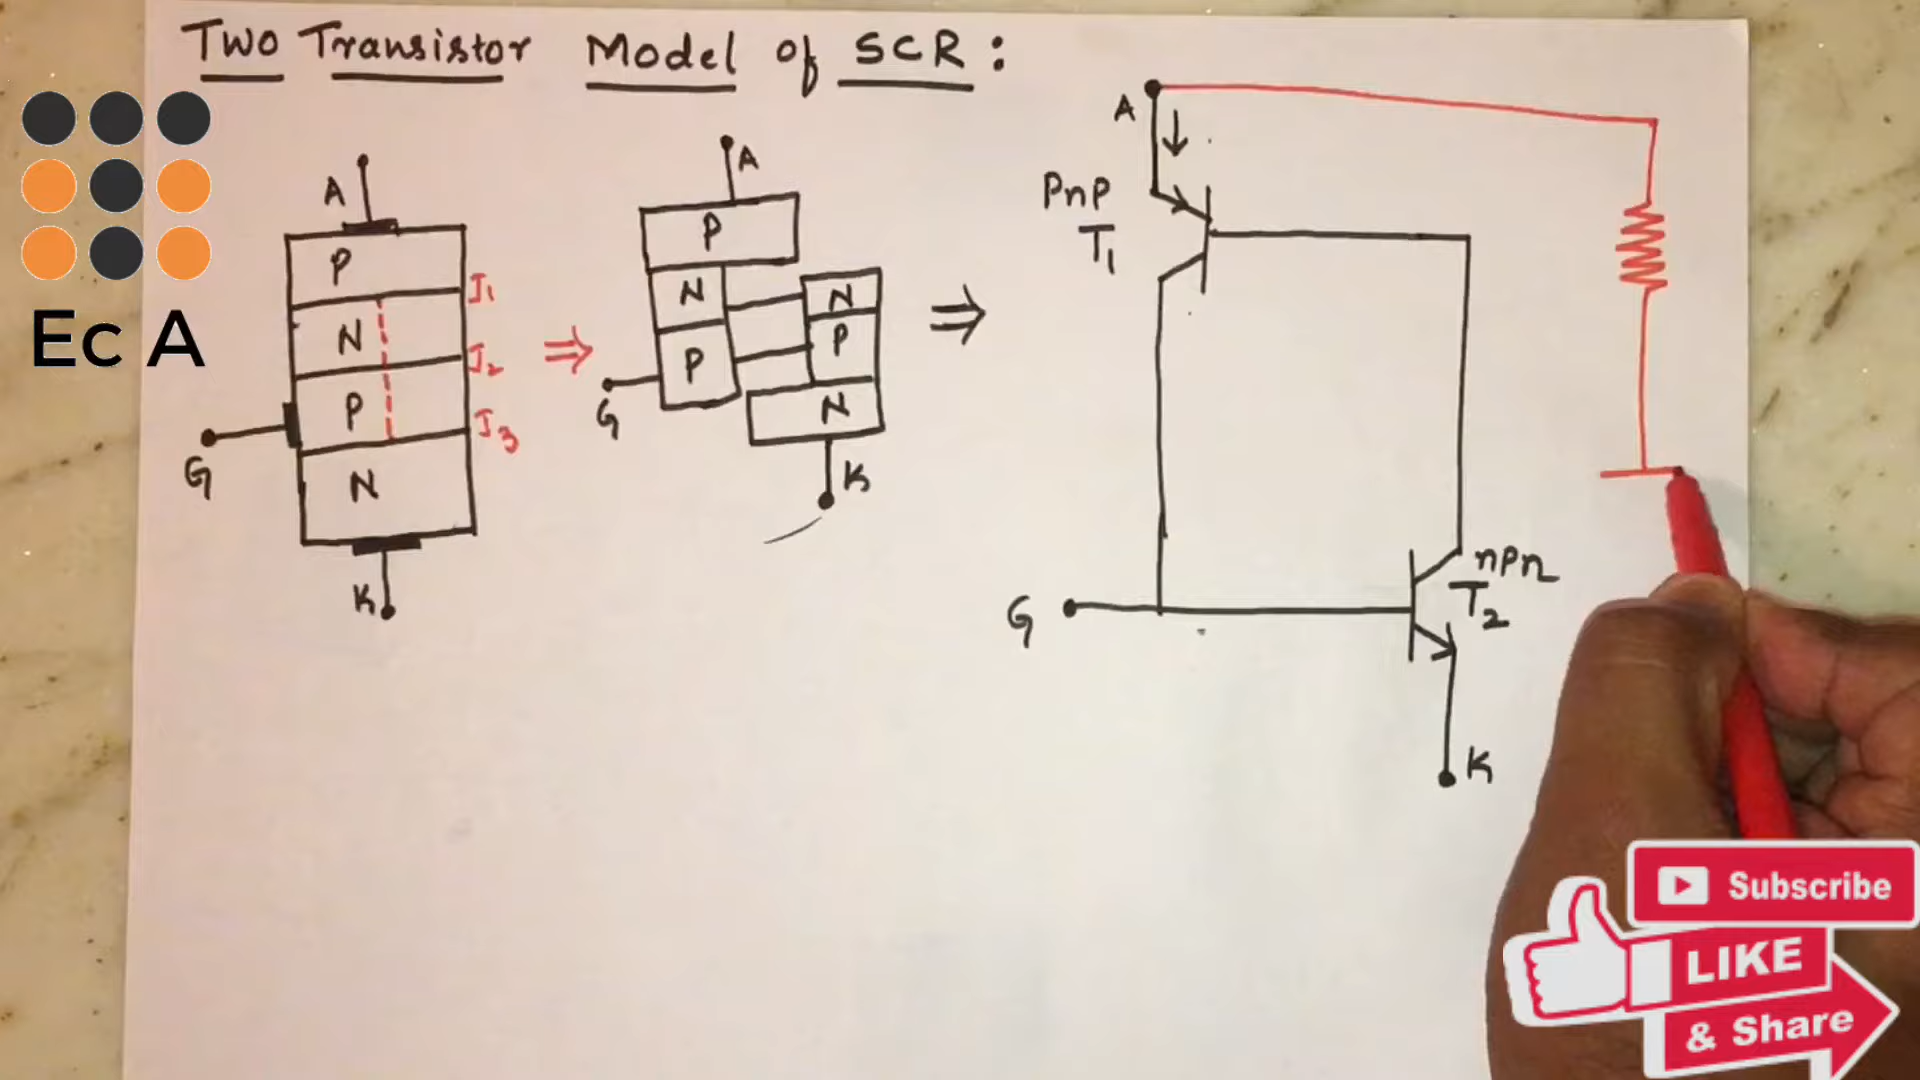 Two Transistor Model of SCR:
Ec A
A
P
J1
N
J2
P
J3
G
N
K
⇒
A
P
N
N
P
P
G
N
K
⇒
A
PnP
T1
nPn
T2
G
K
Subscribe
LIKE
& Share